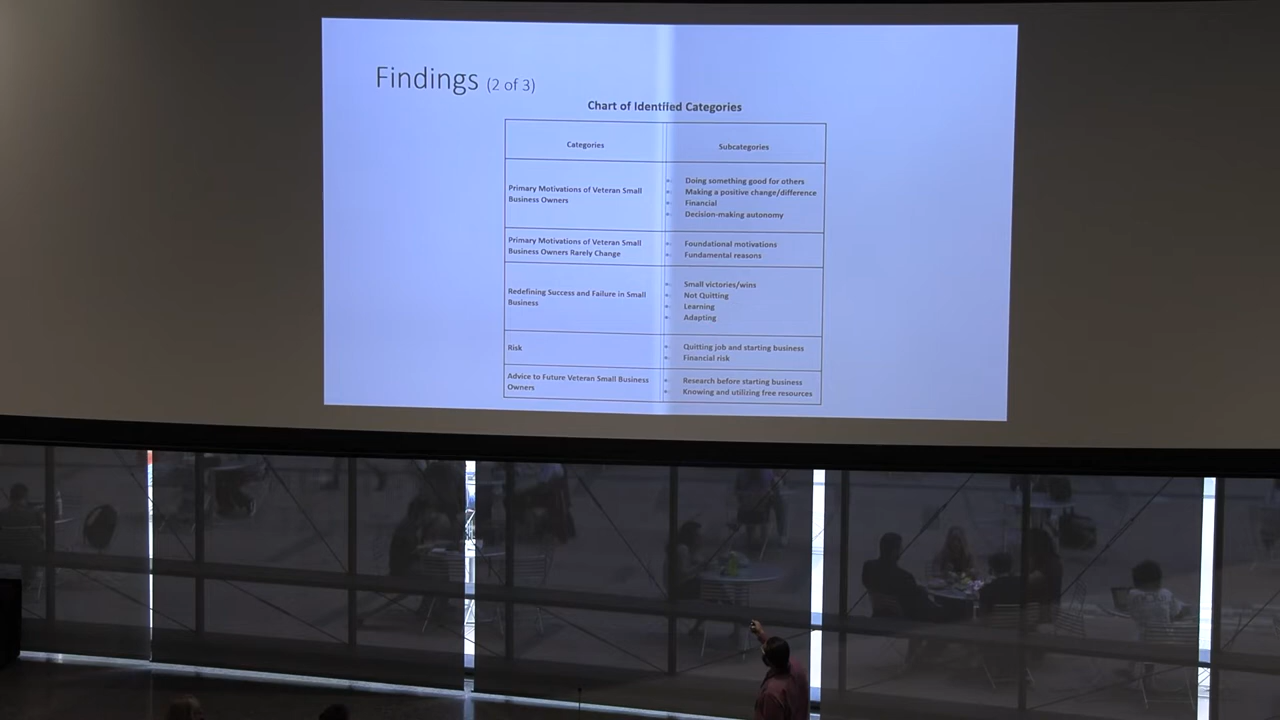 Findings (2 of 3)
Chart of Identified Categories
Categories
Subcategories
Primary Motivations of Veteran Small
Business Owners
Doing something good for others
Making a positive change/difference
Financial
Decision-making autonomy
Primary Motivations of Veteran Small
Business Owners Rarely Change
Foundational motivations
Fundamental reasons
Redefining Success and Failure in Small
Business
Small victories/wins
Not Quitting
Learning
Adapting
Risk
Quitting job and starting business
Financial risk
Advice to Future Veteran Small Business
Owners
Research before starting business
Knowing and utilizing free resources